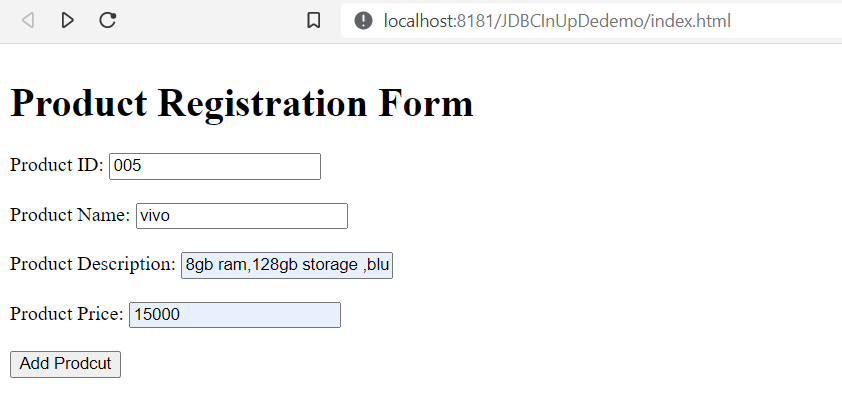 localhost:8181/JDBCInUpDedemo/index.html
Product Registration Form
Product ID: 005
Product Name: vivo
Product Description: 8gb ram,128gb storage ,blu
Product Price: 15000
Add Prodcut